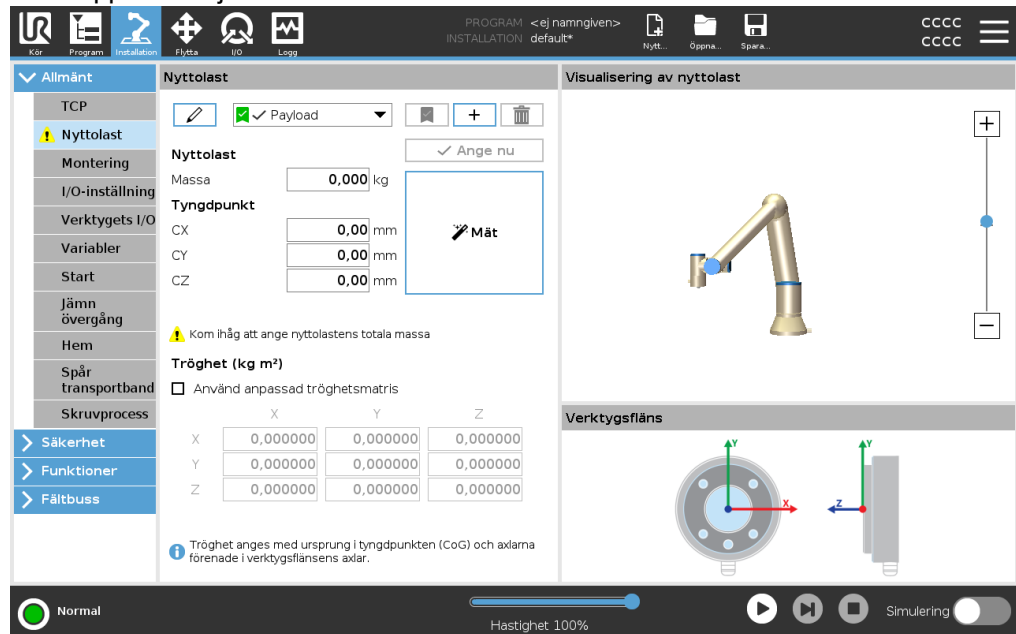 PROGRAM <ej namngiven>
INSTALLATION default*
cccc
cccc
Kör Program Installation Flytta I/O Logg Nytt... Öppna... Spara...
Allmänt
TCP
Nyttolast
Montering
I/O-inställning
Verktygets I/O
Variabler
Start
Jämn
övergång
Hem
Spår
transportband
Skruvprocess
Säkerhet
Funktioner
Fältbuss
Nyttolast
Payload
Ange nu
Nyttolast
Massa 0,000 kg
Tyngdpunkt
CX 0,00 mm
CY 0,00 mm
CZ 0,00 mm
Mät
Kom ihåg att ange nyttolastens totala massa
Tröghet (kg m²)
Använd anpassad tröghetsmatris
X Y Z
X 0,000000 0,000000 0,000000
Y 0,000000 0,000000 0,000000
Z 0,000000 0,000000 0,000000
Tröghet anges med ursprung i tyngdpunkten (CoG) och axlarna
förenade i verktygsflänsens axlar.
Visualisering av nyttolast
Verktygsfläns
Y Y
X Z
Normal
Hastighet 100%
Simulering